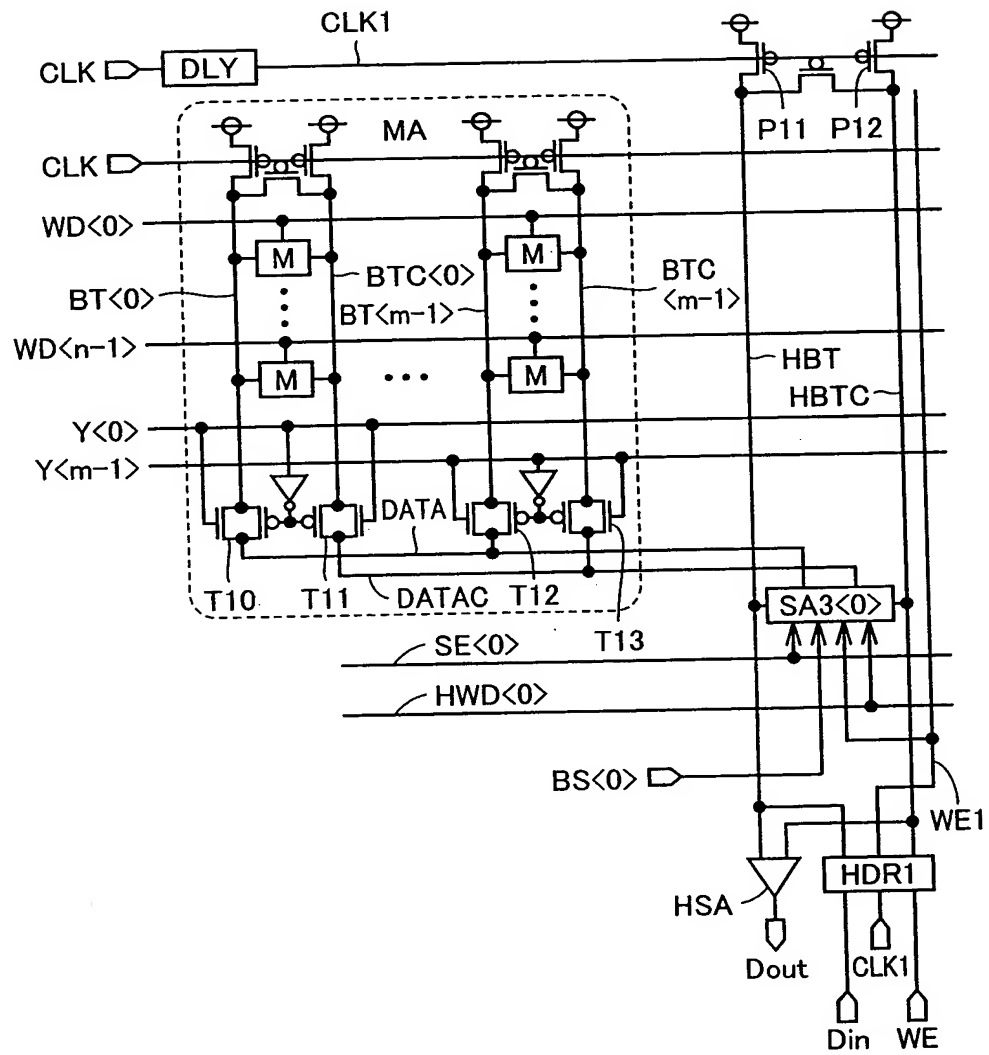 CLK1
CLK
DLY
P11
P12
MA
CLK
WD<0>
M
M
BTC<0>
BTC
<m-1>
BT<0>
BT<m-1>
WD<n-1>
M
M
HBT
HBTC
Y<0>
Y<m-1>
DATA
T10
T11
DATAC
T12
T13
SA3<0>
SE<0>
HWD<0>
BS<0>
WE1
HDR1
HSA
Dout
CLK1
Din
WE